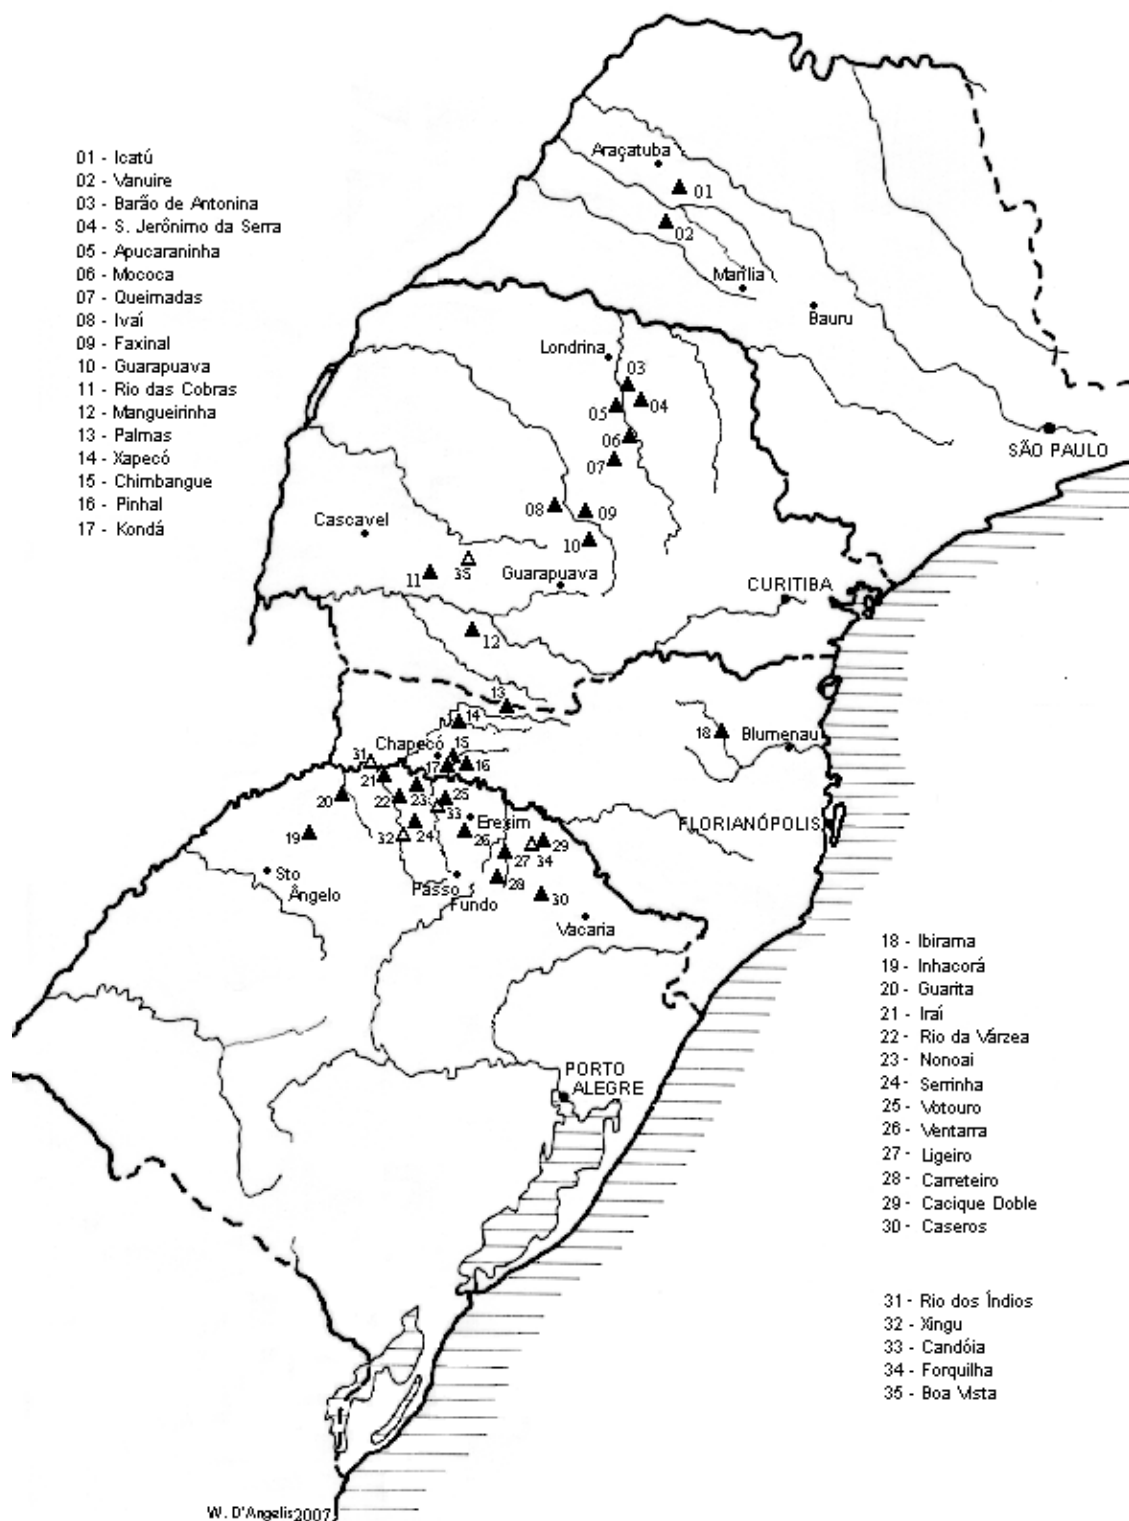 01 - Icatú
02 - Vanuire
03 - Barão de Antonina
04 - S. Jerônimo da Serra
05 - Apucaraninha
06 - Mococa
07 - Queimadas
08 - Ivaí
09 - Faxinal
10 - Guarapuava
11 - Rio das Cobras
12 - Mangueirinha
13 - Palmas
14 - Xapecó
15 - Chimbangue
16 - Pinhal
17 - Kondá
Araçatuba
01
02
Marília
Bauru
Londrina
03
04
05
06
07
SÃO PAULO
08
09
Cascavel
10
35
11
Guarapuava
CURITIBA
12
13
14
18
Blumenau
Chapecó
15
31
17
16
21
20
22
23
25
33
Erexim
FLORIANÓPOLIS
19
32
24
26
29
27
34
Sto
Ângelo
Passo
Fundo
28
30
Vacaria
PORTO
ALEGRE
18 - Ibirama
19 - Inhacorá
20 - Guarita
21 - Iraí
22 - Rio da Várzea
23 - Nonoai
24 - Serrinha
25 - Votouro
26 - Ventarra
27 - Ligeiro
28 - Carreteiro
29 - Cacique Doble
30 - Caseros
31 - Rio dos Índios
32 - Xingu
33 - Candóia
34 - Forquilha
35 - Boa Vista
W. D'Angelis2007